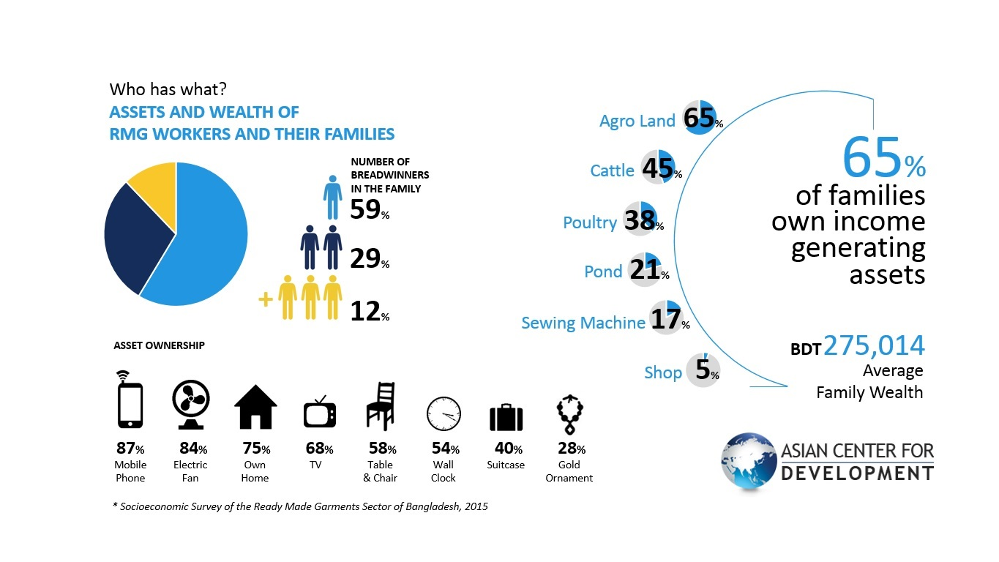 Who has what?
ASSETS AND WEALTH OF
RMG WORKERS AND THEIR FAMILIES
NUMBER OF
BREADWINNERS
IN THE FAMILY
59%
29%
+
12%
ASSET OWNERSHIP
87%
Mobile
Phone
84%
Electric
Fan
75%
Own
Home
68%
TV
58%
Table
& Chair
54%
Wall
Clock
40%
Suitcase
28%
Gold
Ornament
* Socioeconomic Survey of the Ready Made Garments Sector of Bangladesh, 2015
Agro Land 65%
Cattle 45%
Poultry 38%
Pond 21%
Sewing Machine 17%
Shop 5%
65%
of families
own income
generating
assets
BDT 275,014
Average
Family Wealth
ASIAN CENTER FOR
DEVELOPMENT